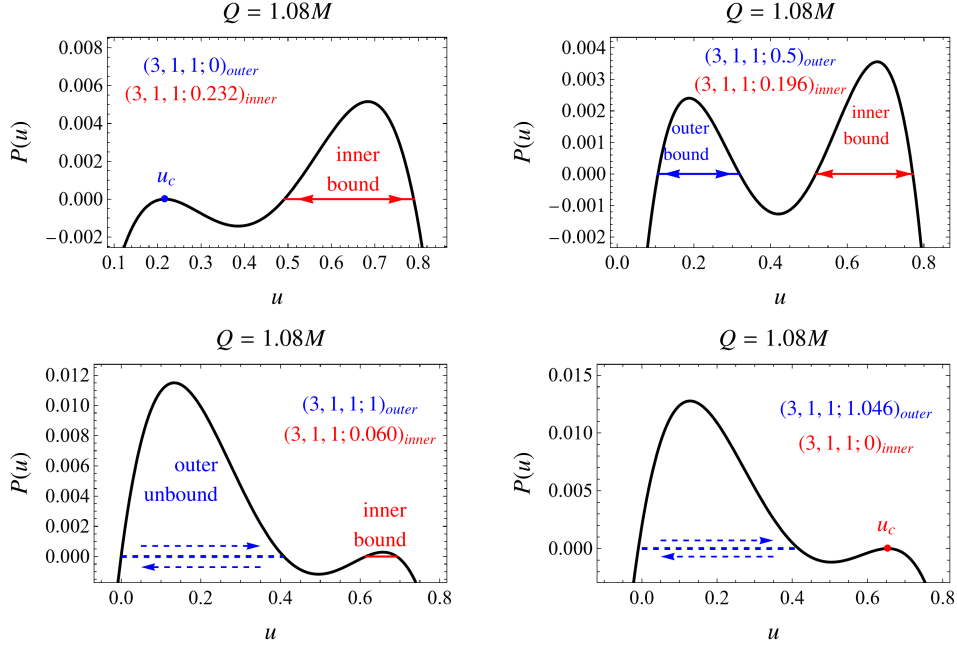 Q = 1.08M
0.008
0.006
0.004
0.002
0.000
−0.002
P(u)
(3, 1, 1; 0)outer
(3, 1, 1; 0.232)inner
u_c
inner
bound
0.1 0.2 0.3 0.4 0.5 0.6 0.7 0.8
u
Q = 1.08M
0.004
0.003
0.002
0.001
0.000
−0.001
0.002
P(u)
(3, 1, 1; 0.5)outer
(3, 1, 1; 0.196)inner
outer
bound
inner
bound
0.0 0.2 0.4 0.6 0.8
u
Q = 1.08M
0.012
0.010
0.008
0.006
0.004
0.002
0.000
P(u)
(3, 1, 1; 1)outer
(3, 1, 1; 0.060)inner
outer
unbound
inner
bound
0.0 0.2 0.4 0.6 0.8
u
Q = 1.08M
0.015
0.010
0.005
0.000
P(u)
(3, 1, 1; 1.046)outer
(3, 1, 1; 0)inner
u_c
0.0 0.2 0.4 0.6 0.8
u